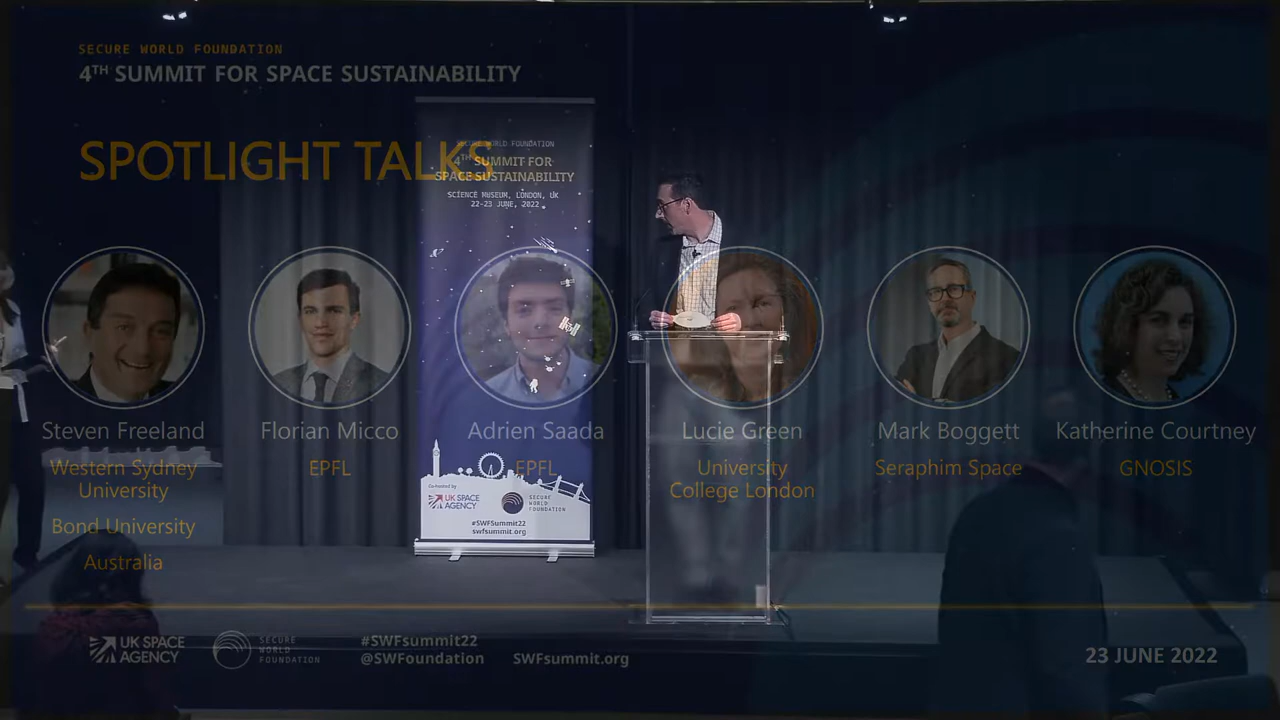 SECURE WORLD FOUNDATION
4TH SUMMIT FOR SPACE SUSTAINABILITY
SPOTLIGHT TALKS
SECURE WORLD FOUNDATION
4TH SUMMIT FOR
SPACE SUSTAINABILITY
SCIENCE MUSEUM, LONDON, UK
22-23 JUNE, 2022
Steven Freeland
Western Sydney
University
Bond University
Australia
Florian Micco
EPFL
Adrien Saada
EPFL
Lucie Green
University
College London
Mark Boggett
Seraphim Space
Katherine Courtney
GNOSIS
Co-hosted by
UK SPACE
AGENCY
SECURE
WORLD
FOUNDATION
#SWFSummit22
swfsummit.org
UK SPACE
AGENCY
SECURE
WORLD
FOUNDATION
#SWFsummit22
@SWFoundation
SWFsummit.org
23 JUNE 2022